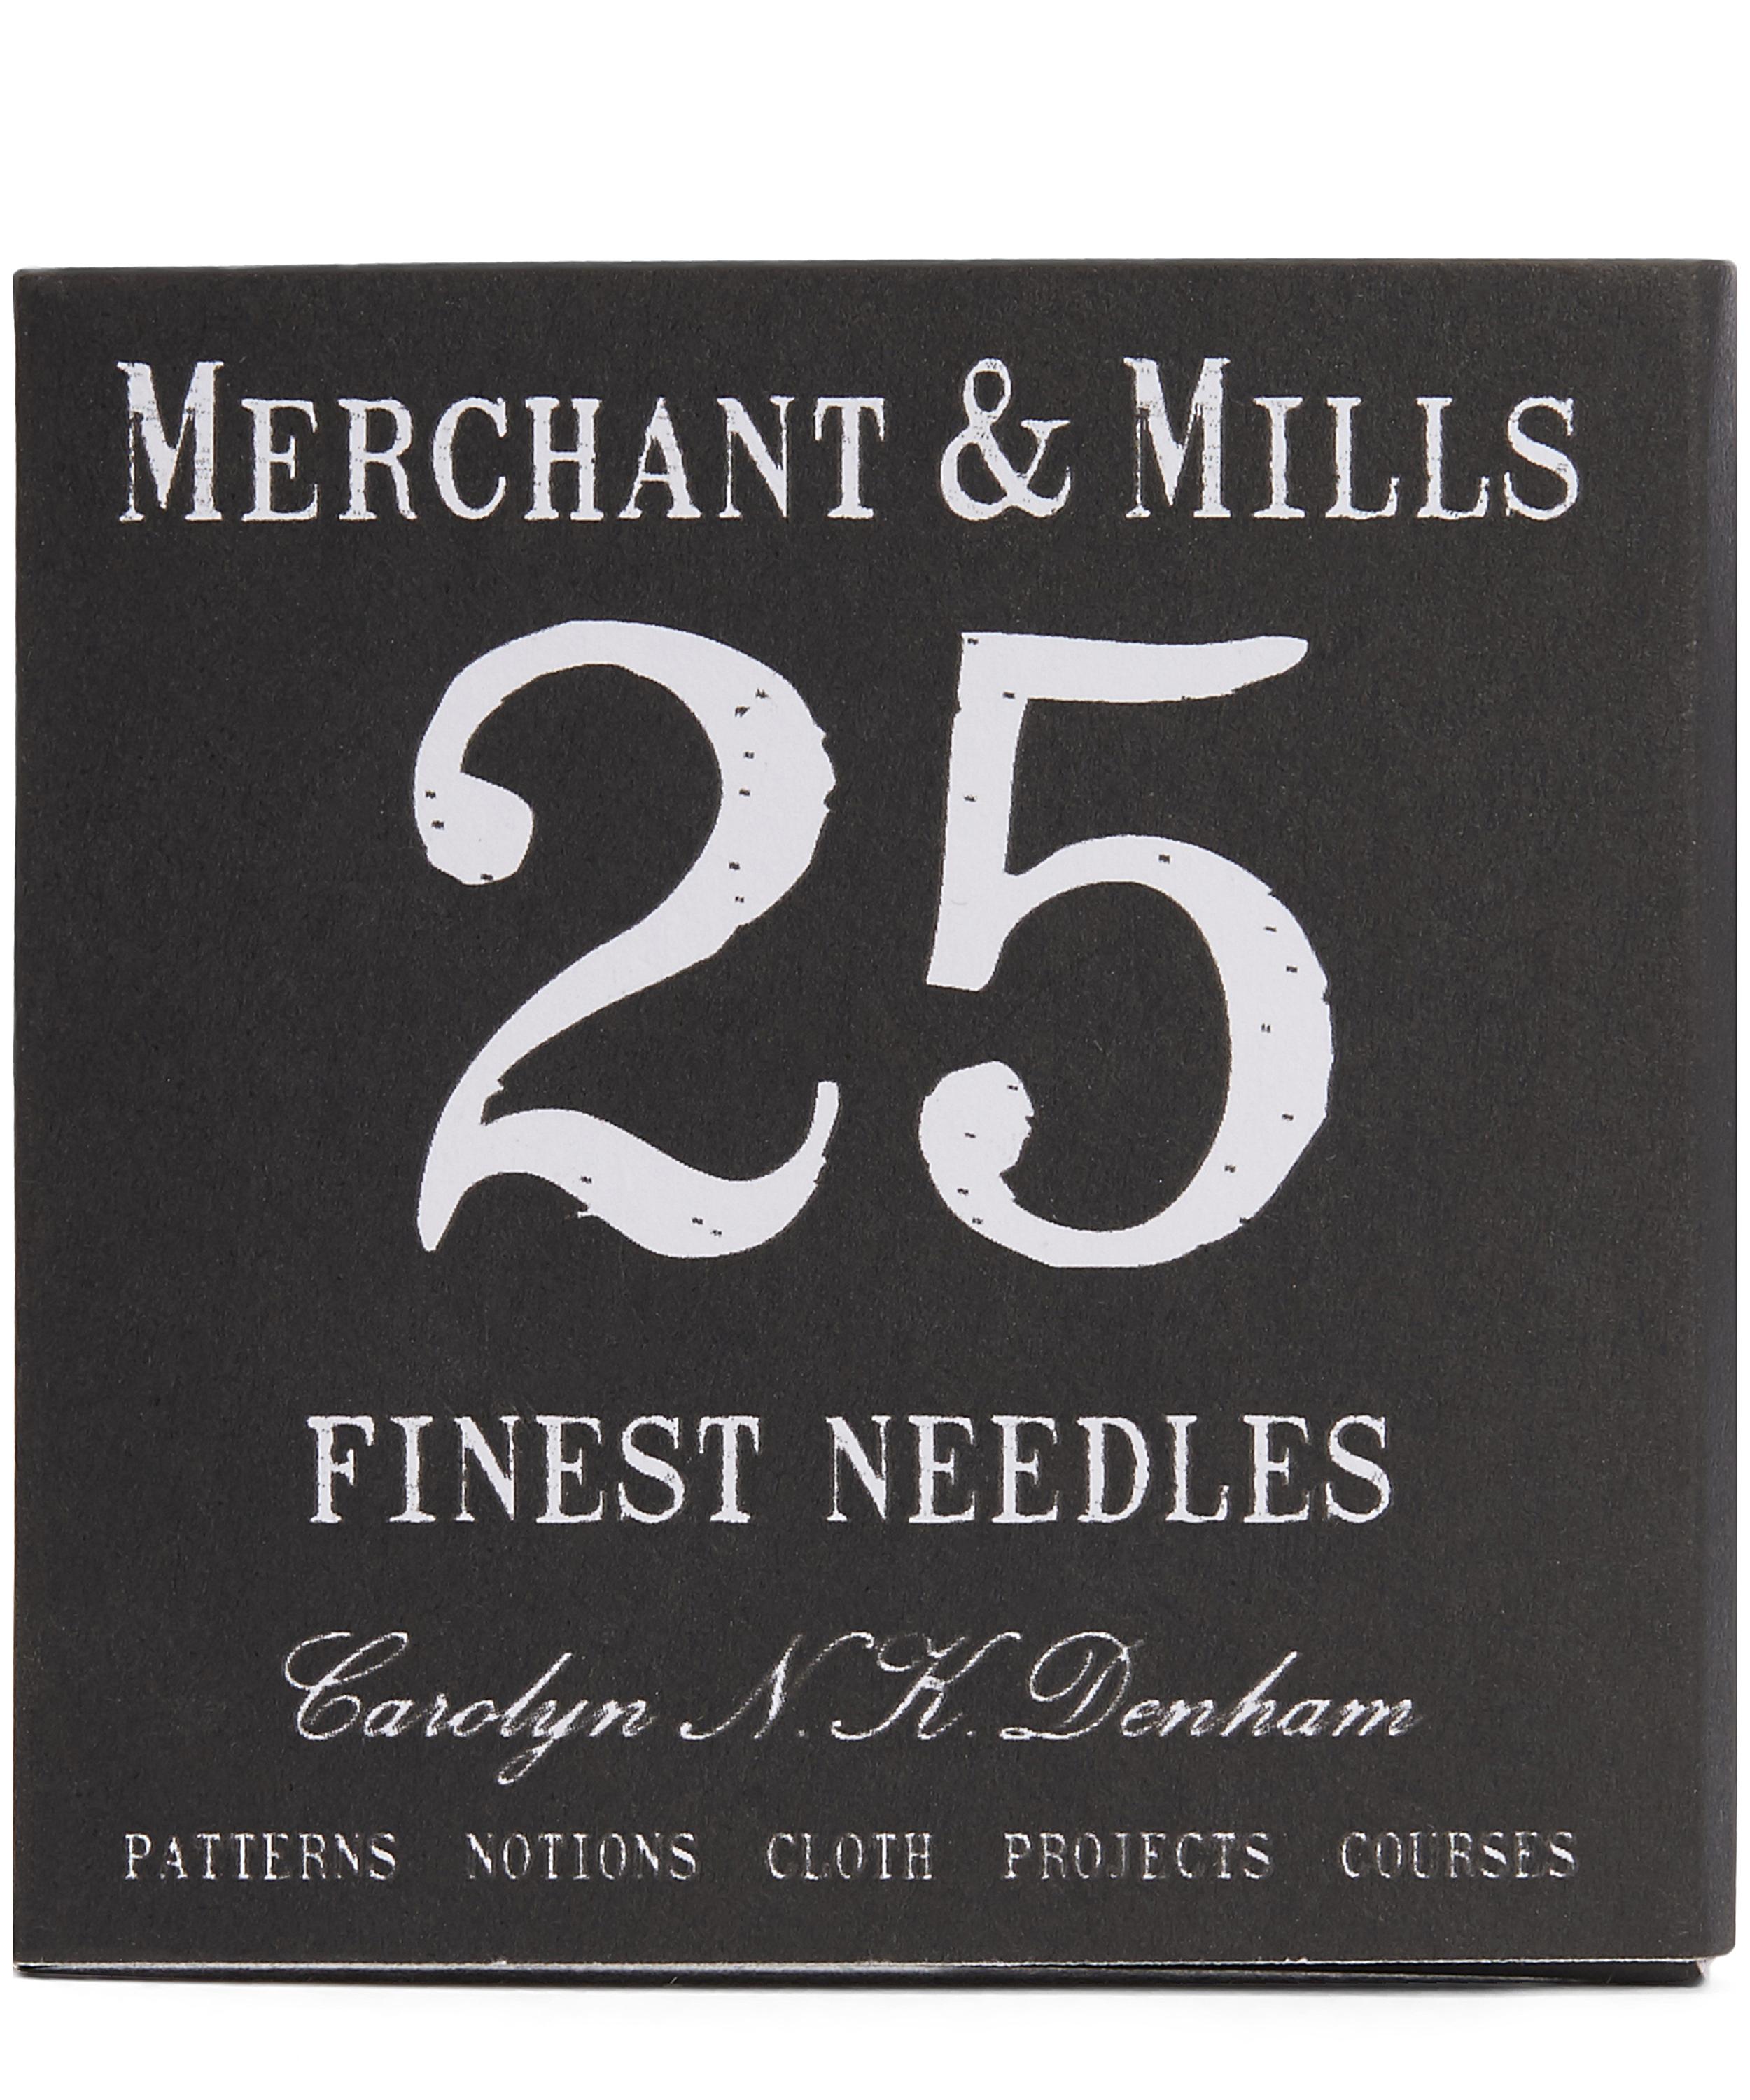 MERCHANT & MILLS
25
FINEST NEEDLES
Carolyn N.K. Denham
PATTERNS NOTIONS CLOTH PROJECTS COURSES